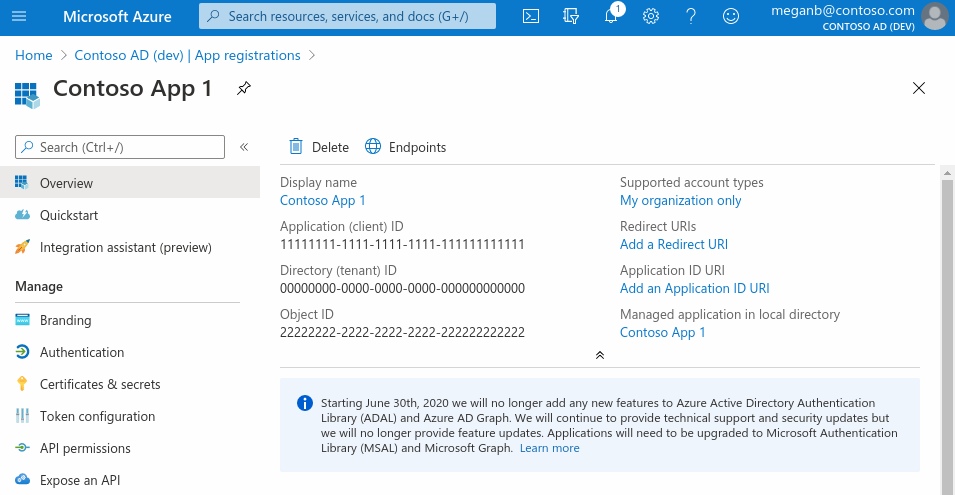 Microsoft Azure
Search resources, services, and docs (G+/)
1
meganb@contoso.com
CONTOSO AD (DEV)
Home > Contoso AD (dev) | App registrations >
Contoso App 1
Search (Ctrl+/)
«
Overview
Quickstart
Integration assistant (preview)
Manage
Branding
Authentication
Certificates & secrets
Token configuration
API permissions
Expose an API
Delete
Endpoints
Display name
Contoso App 1
Application (client) ID
11111111-1111-1111-1111-111111111111
Directory (tenant) ID
00000000-0000-0000-0000-000000000000
Object ID
22222222-2222-2222-2222-222222222222
Supported account types
My organization only
Redirect URIs
Add a Redirect URI
Application ID URI
Add an Application ID URI
Managed application in local directory
Contoso App 1
Starting June 30th, 2020 we will no longer add any new features to Azure Active Directory Authentication
Library (ADAL) and Azure AD Graph. We will continue to provide technical support and security updates but
we will no longer provide feature updates. Applications will need to be upgraded to Microsoft Authentication
Library (MSAL) and Microsoft Graph. Learn more